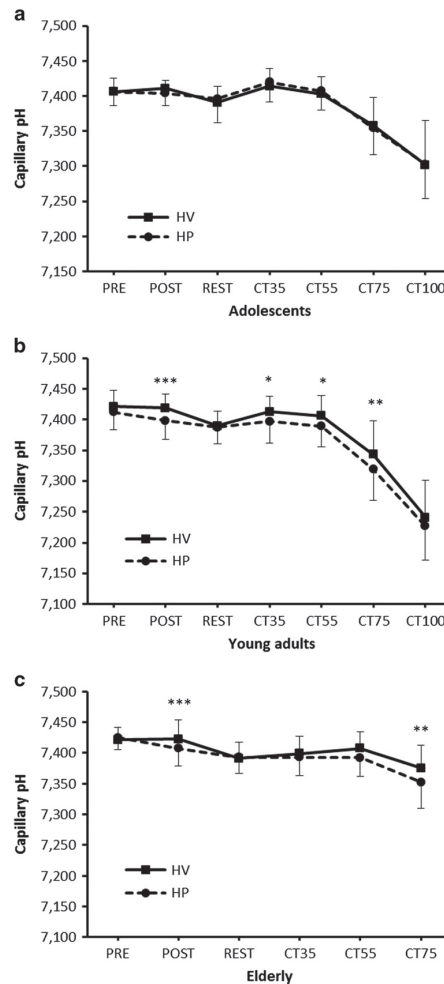 a
7,500
7,450
7,400
7,350
7,300
7,250
7,200
7,150
Capillary pH
HV
HP
PRE POST REST CT35 CT55 CT75 CT100
Adolescents
b
7,500
7,450
7,400
7,350
7,300
7,250
7,200
7,150
7,100
Capillary pH
*** * * **
HV
HP
PRE POST REST CT35 CT55 CT75 CT100
Young adults
c
7,500
7,450
7,400
7,350
7,300
7,250
7,200
7,150
7,100
Capillary pH
*** **
HV
HP
PRE POST REST CT35 CT55 CT75
Elderly